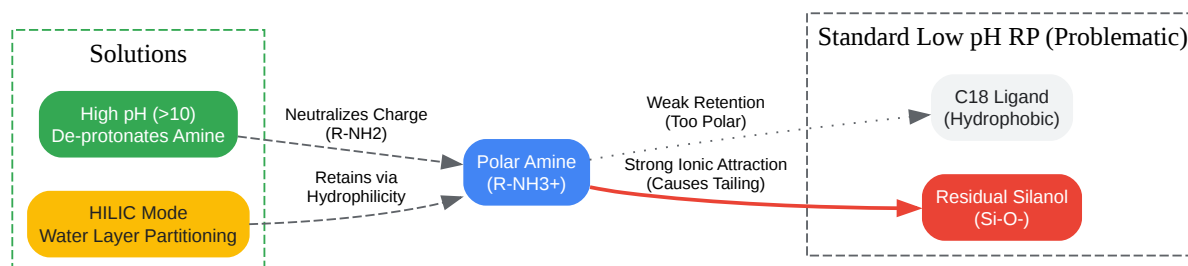 Solutions
High pH (>10)
De-protonates Amine
HILIC Mode
Water Layer Partitioning
Neutralizes Charge
(R-NH2)
Retains via
Hydrophilicity
Polar Amine
(R-NH3+)
Weak Retention
(Too Polar)
Strong Ionic Attraction
(Causes Tailing)
Standard Low pH RP (Problematic)
C18 Ligand
(Hydrophobic)
Residual Silanol
(Si-O-)